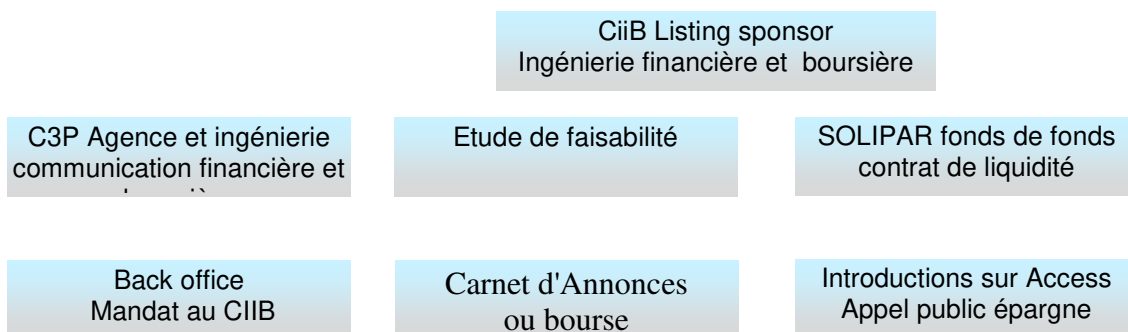 CiiB Listing sponsor
Ingénierie financière et boursière
C3P Agence et ingénierie
communication financière et
Etude de faisabilité
SOLIPAR fonds de fonds
contrat de liquidité
Back office
Mandat au CIIB
Carnet d'Annonces
ou bourse
Introductions sur Access
Appel public épargne